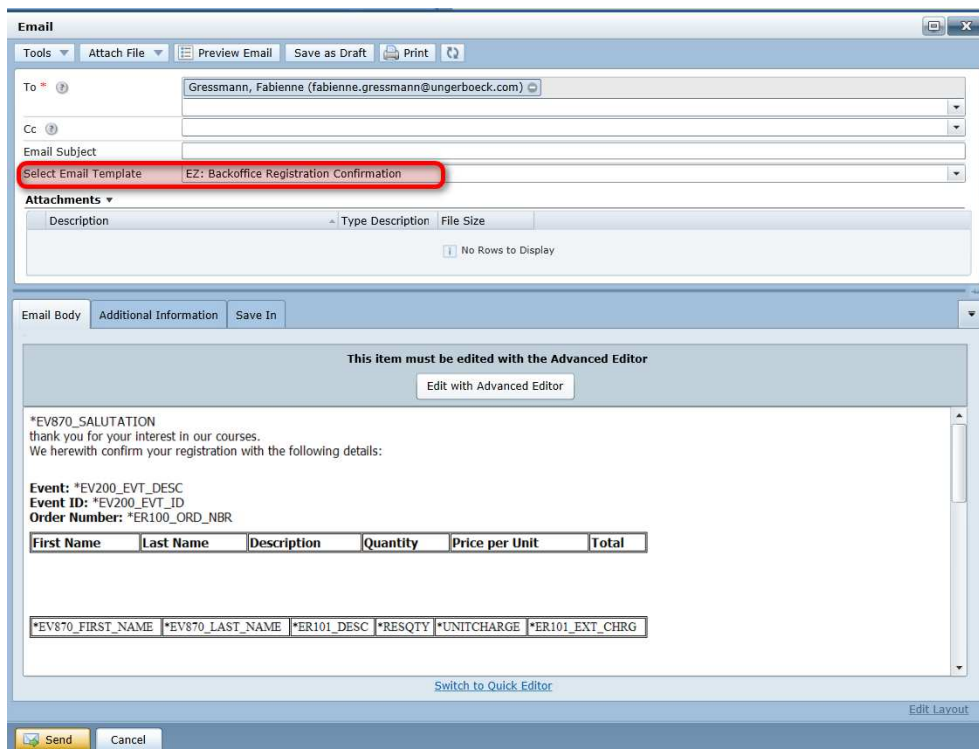 Email
Tools Attach File Preview Email Save as Draft Print
To * Gressmann, Fabienne (fabienne.gressmann@ungerboeck.com)
Cc
Email Subject
Select Email Template EZ: Backoffice Registration Confirmation
Attachments
Description Type Description File Size
No Rows to Display
Email Body Additional Information Save In
This item must be edited with the Advanced Editor
Edit with Advanced Editor
*EV870_SALUTATION
thank you for your interest in our courses.
We herewith confirm your registration with the following details:
Event: *EV200_EVT_DESC
Event ID: *EV200_EVT_ID
Order Number: *ER100_ORD_NBR
First Name Last Name Description Quantity Price per Unit Total
*EV870_FIRST_NAME *EV870_LAST_NAME *ER101_DESC *RESQTY *UNITCHARGE *ER101_EXT_CHRG
Switch to Quick Editor
Edit Layout
Send Cancel